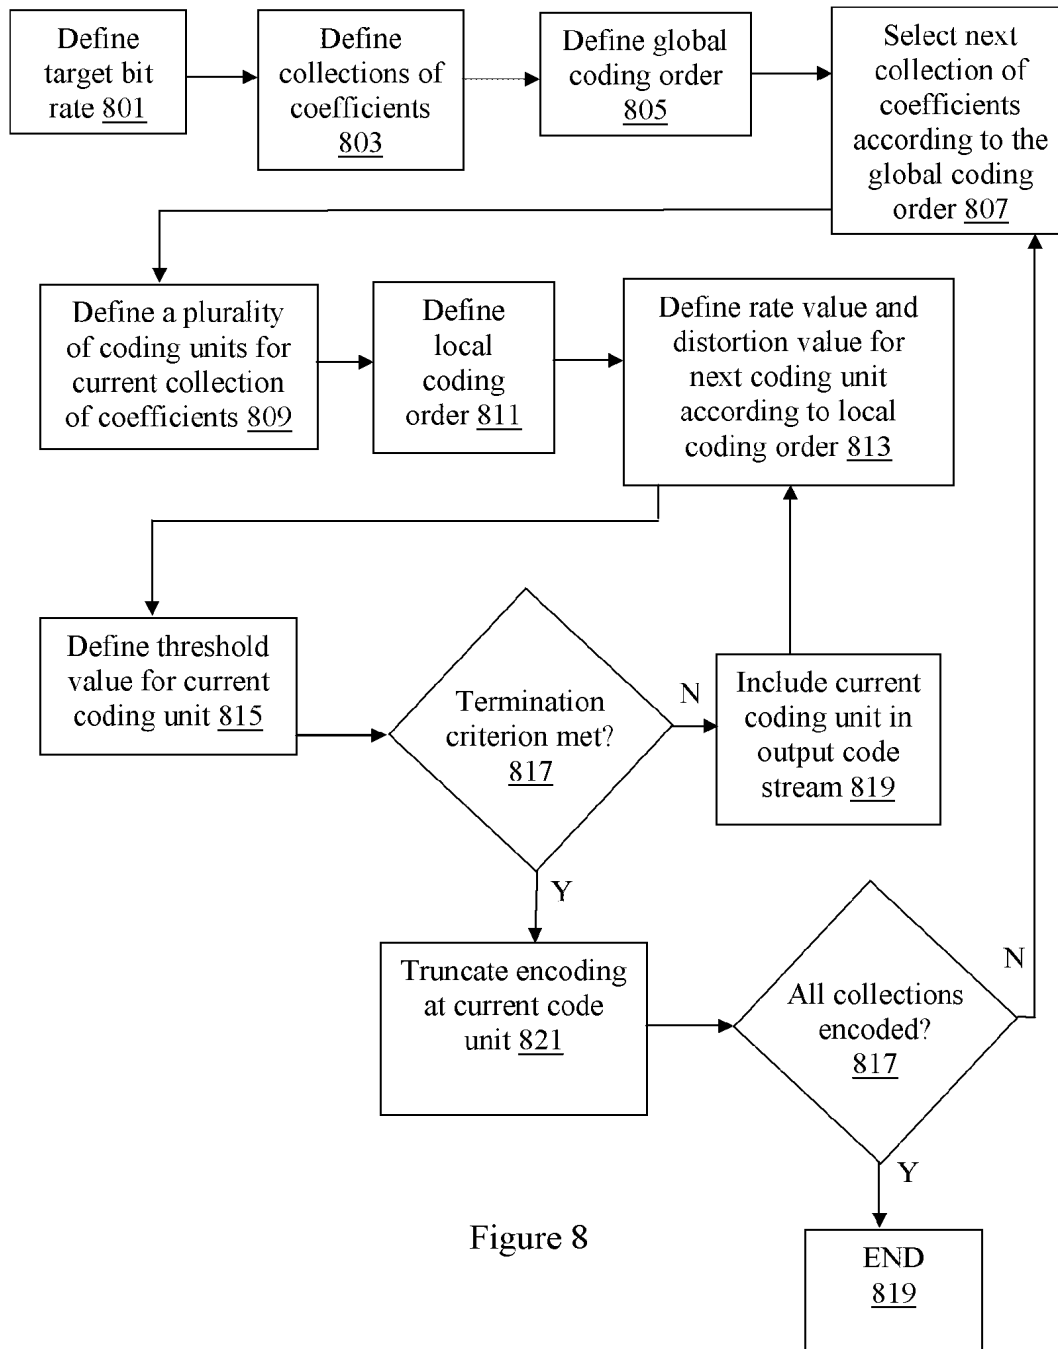 Define
target bit
rate 801
Define
collections of
coefficients
803
Define global
coding order
805
Select next
collection of
coefficients
according to the
global coding
order 807
Define a plurality
of coding units for
current collection
of coefficients 809
Define
local
coding
order 811
Define rate value and
distortion value for
next coding unit
according to local
coding order 813
Define threshold
value for current
coding unit 815
Termination
criterion met?
817
N
Include current
coding unit in
output code
stream 819
Y
Truncate encoding
at current code
unit 821
All collections
encoded?
817
N
Y
END
819
Figure 8